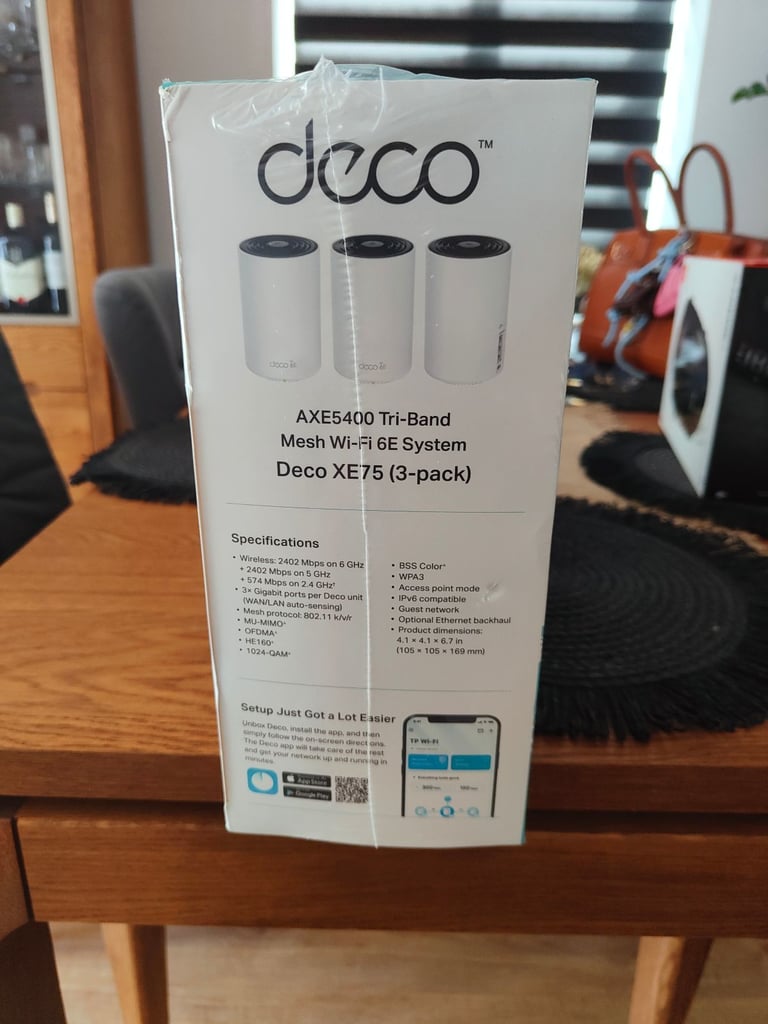 deco™
deco
deco
AXE5400 Tri-Band
Mesh Wi-Fi 6E System
Deco XE75 (3-pack)
Specifications
• Wireless: 2402 Mbps on 6 GHz
+ 2402 Mbps on 5 GHz
+ 574 Mbps on 2.4 GHz†
• 3× Gigabit ports per Deco unit
(WAN/LAN auto-sensing)
• Mesh protocol: 802.11 k/v/r
• MU-MIMO
• OFDMA
• HE160
• 1024-QAM
• BSS Color
• WPA3
• Access point mode
• IPv6 compatible
• Guest network
• Optional Ethernet backhaul
• Product dimensions:
4.1 × 4.1 × 6.7 in
(105 × 105 × 169 mm)
Setup Just Got a Lot Easier
Unbox Deco, install the app, and then
simply follow the on-screen directions.
The Deco app will take care of the rest
and get your network up and running in
minutes.
App Store
Google Play
TP Wi-Fi